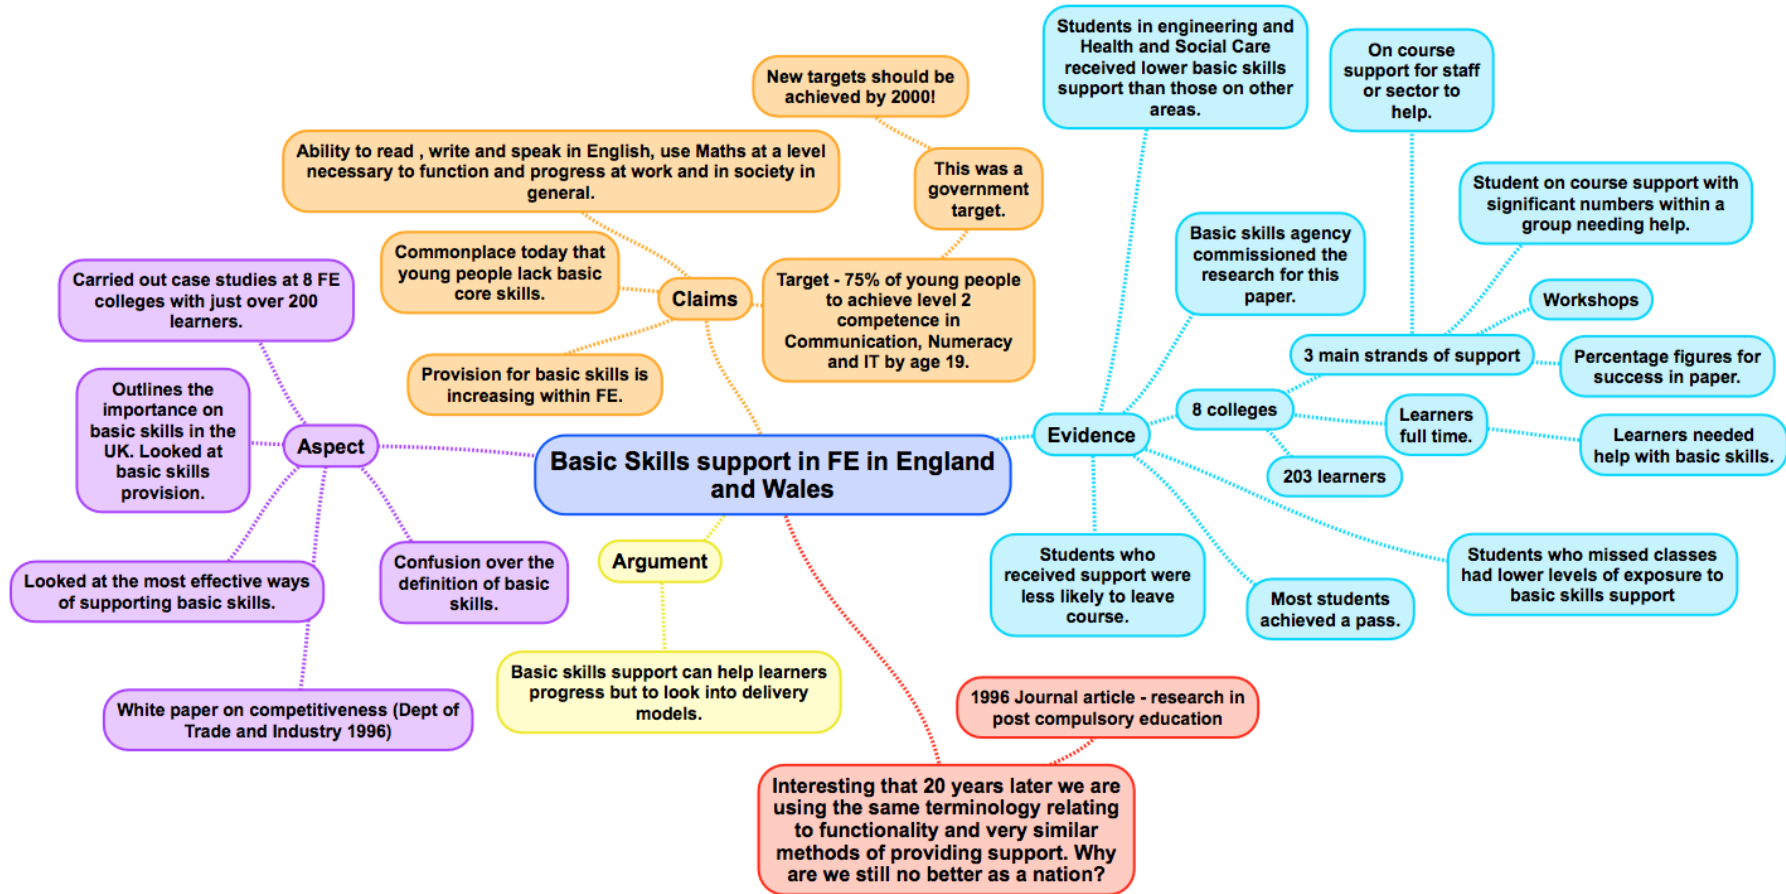 Basic Skills support in FE in England
and Wales
Claims
Ability to read , write and speak in English, use Maths at a level
necessary to function and progress at work and in society in
general.
Commonplace today that
young people lack basic
core skills.
Provision for basic skills is
increasing within FE.
Target - 75% of young people
to achieve level 2
competence in
Communication, Numeracy
and IT by age 19.
This was a
government
target.
New targets should be
achieved by 2000!
Aspect
Carried out case studies at 8 FE
colleges with just over 200
learners.
Outlines the
importance on
basic skills in the
UK. Looked at
basic skills
provision.
Looked at the most effective ways
of supporting basic skills.
White paper on competitiveness (Dept of
Trade and Industry 1996)
Confusion over the
definition of basic
skills.
Argument
Basic skills support can help learners
progress but to look into delivery
models.
Interesting that 20 years later we are
using the same terminology relating
to functionality and very similar
methods of providing support. Why
are we still no better as a nation?
1996 Journal article - research in
post compulsory education
Evidence
Students in engineering and
Health and Social Care
received lower basic skills
support than those on other
areas.
Basic skills agency
commissioned the
research for this
paper.
8 colleges
3 main strands of support
On course
support for staff
or sector to
help.
Student on course support with
significant numbers within a
group needing help.
Workshops
Percentage figures for
success in paper.
Learners
full time.
Learners needed
help with basic skills.
203 learners
Students who missed classes
had lower levels of exposure to
basic skills support
Most students
achieved a pass.
Students who
received support were
less likely to leave
course.